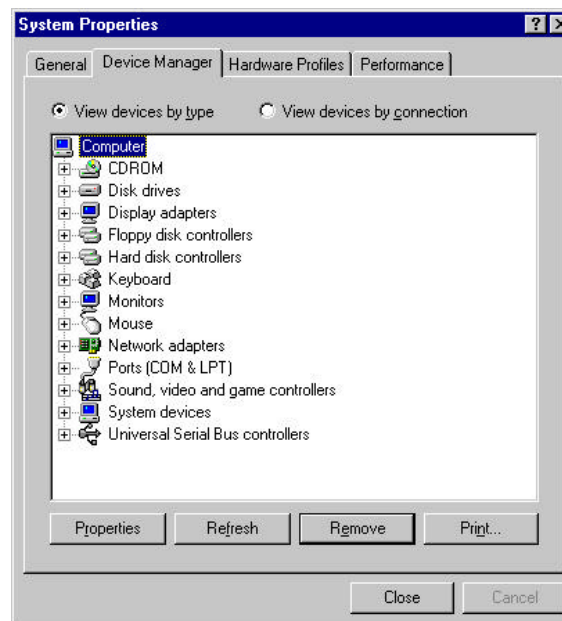 System Properties
General Device Manager Hardware Profiles Performance
View devices by type View devices by connection
Computer
CDROM
Disk drives
Display adapters
Floppy disk controllers
Hard disk controllers
Keyboard
Monitors
Mouse
Network adapters
Ports (COM & LPT)
Sound, video and game controllers
System devices
Universal Serial Bus controllers
Properties Refresh Remove Print...
Close Cancel